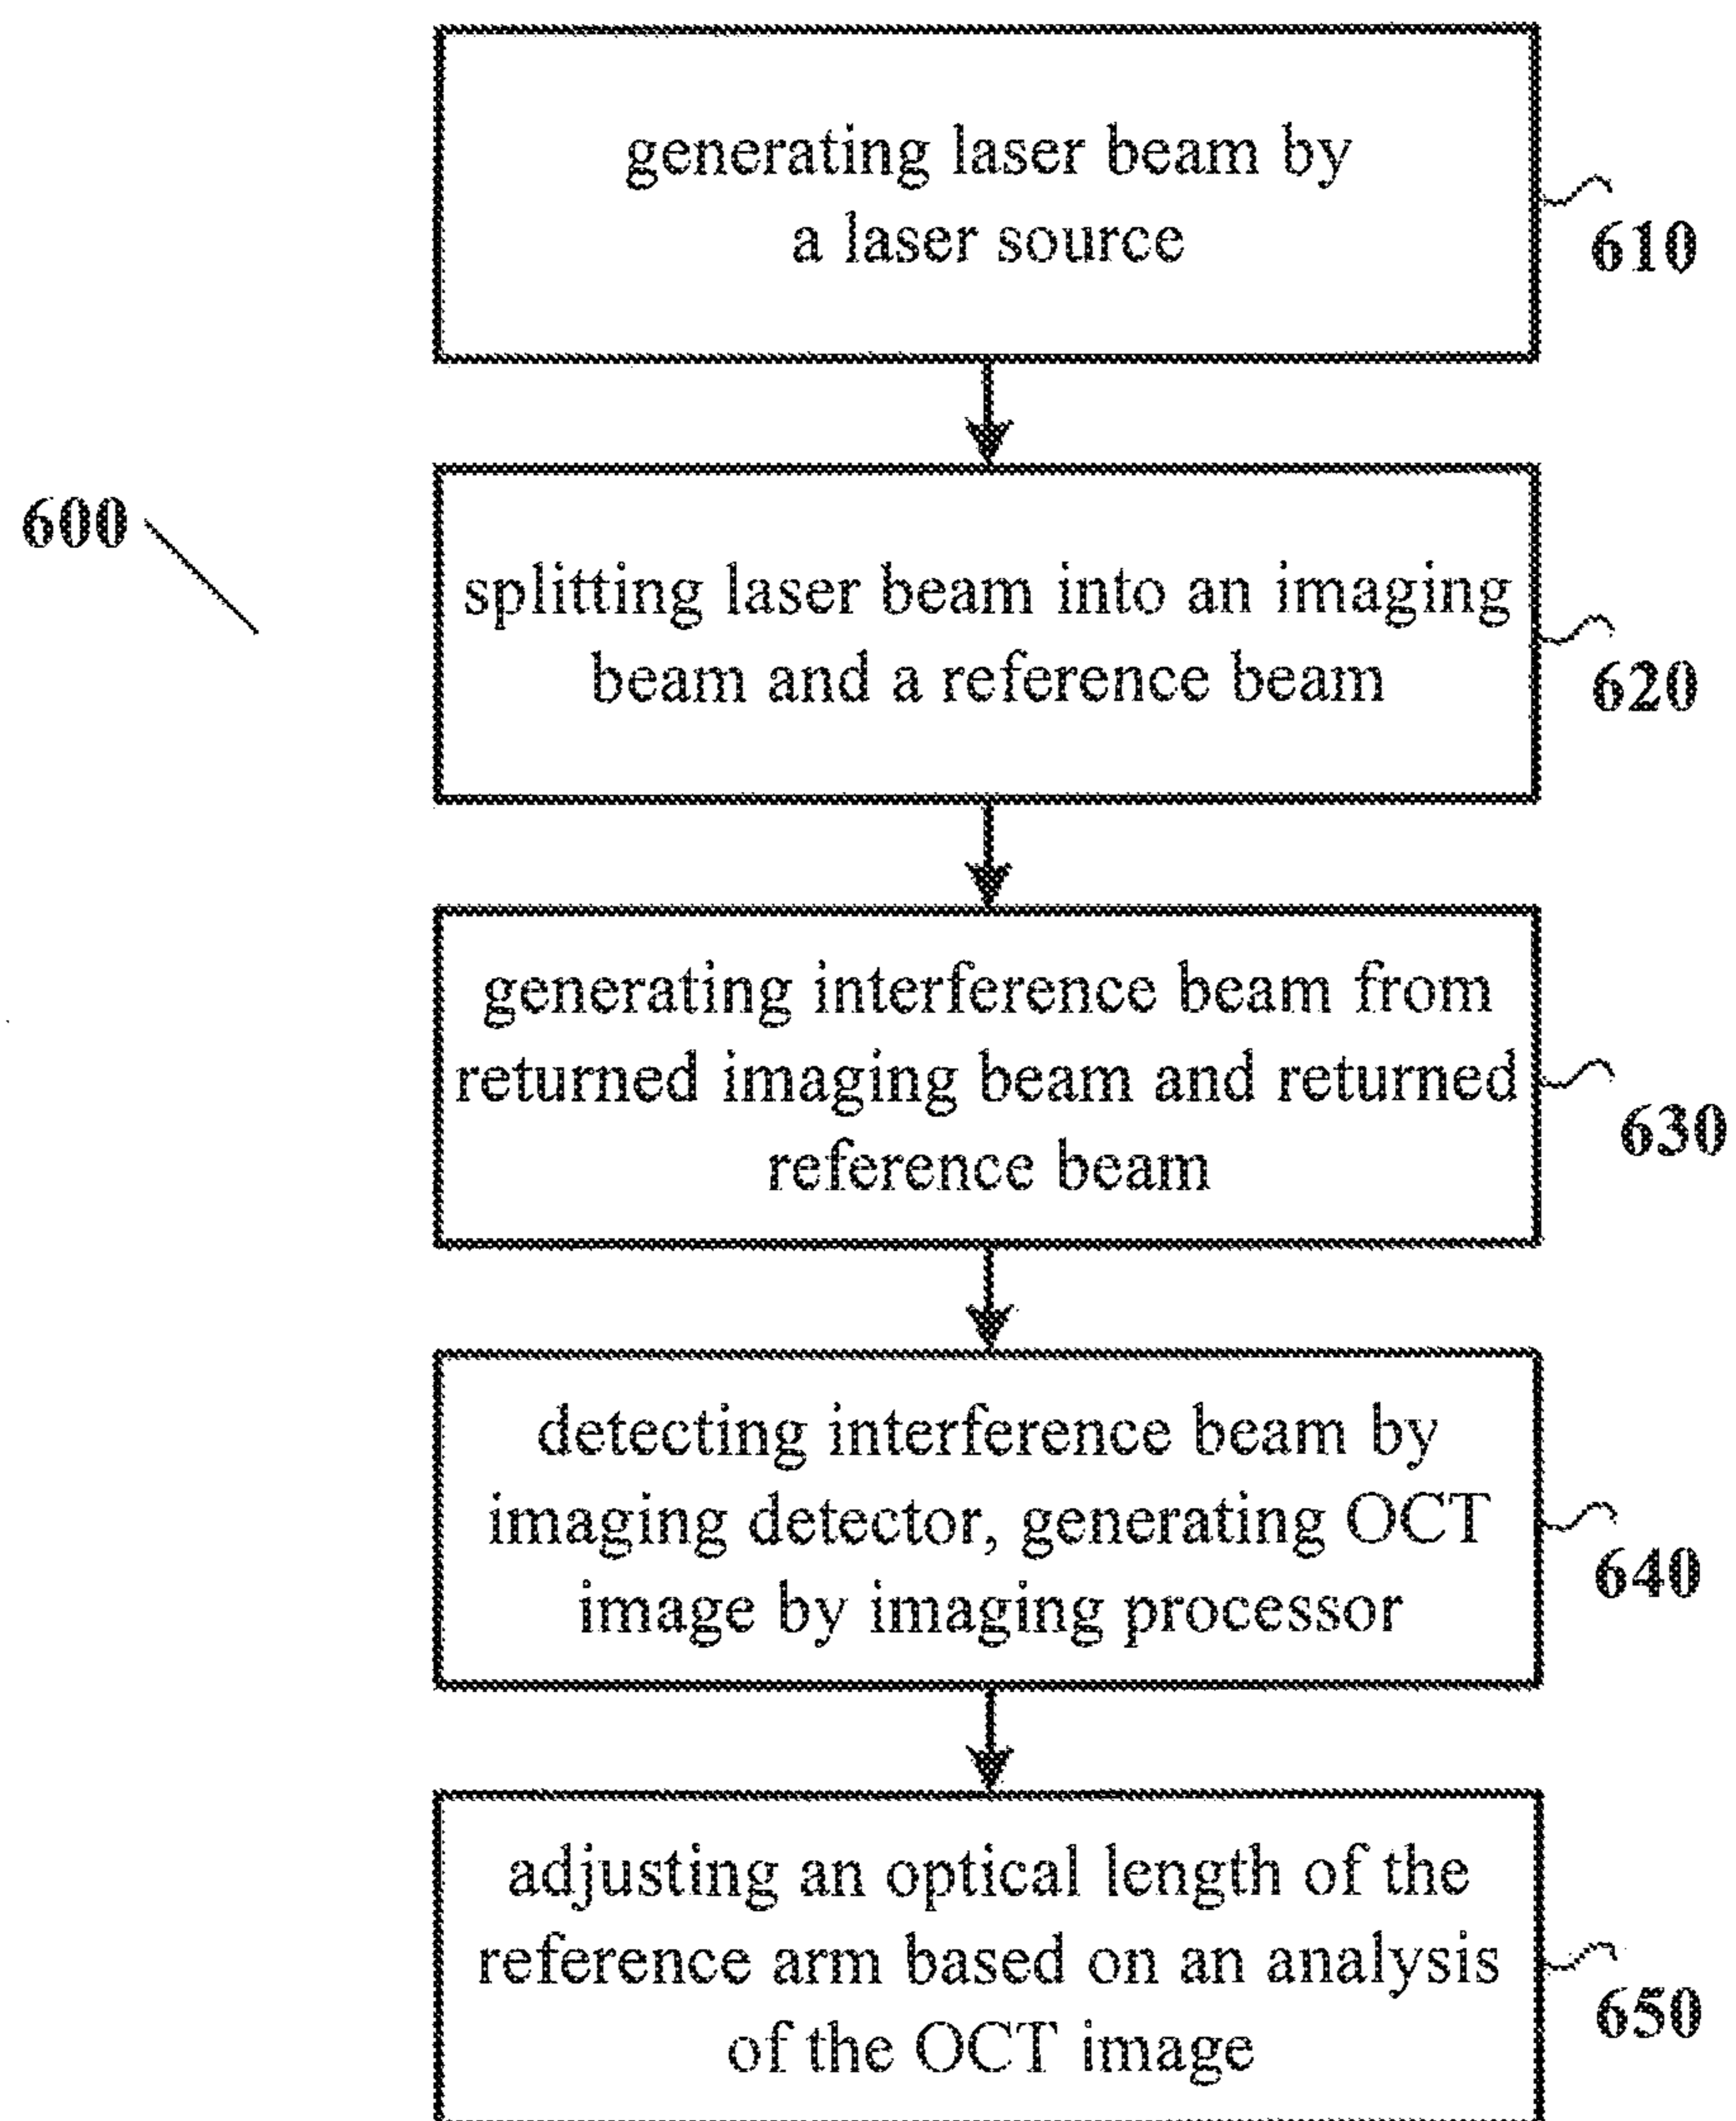 generating laser beam by
a laser source
610
600
splitting laser beam into an imaging
beam and a reference beam
620
generating interference beam from
returned imaging beam and returned
reference beam
630
detecting interference beam by
imaging detector, generating OCT
image by imaging processor
640
adjusting an optical length of the
reference arm based on an analysis
of the OCT image
650